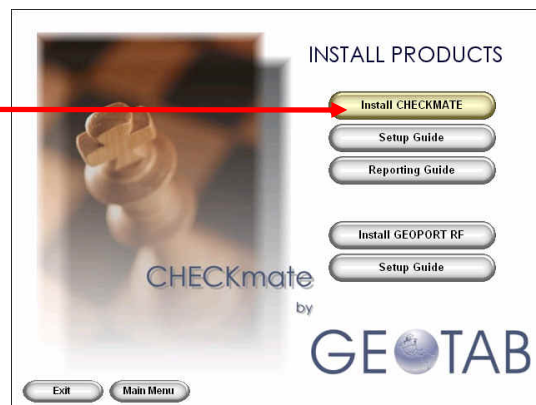 INSTALL PRODUCTS
Install CHECKMATE
Setup Guide
Reporting Guide
Install GEOPORT RF
Setup Guide
CHECKmate
by
GEOTAB
Exit
Main Menu